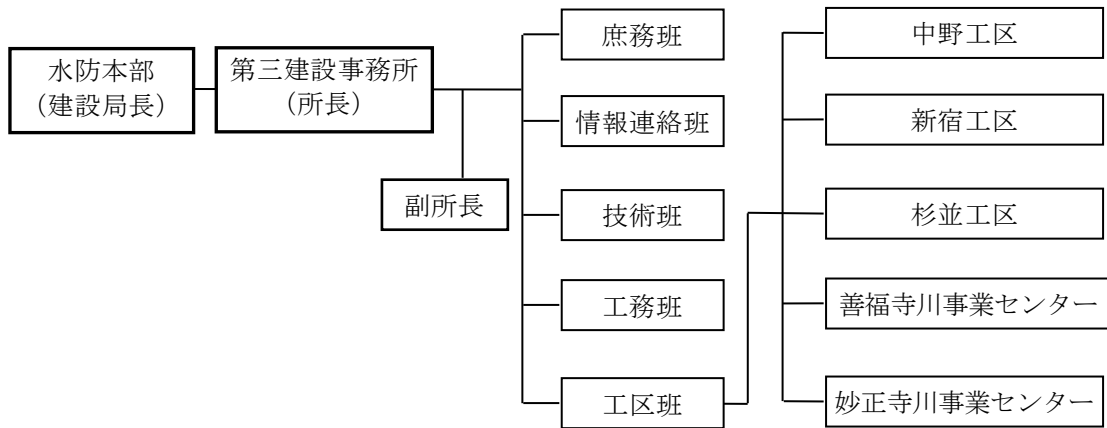 水防本部
（建設局長）
第三建設事務所
（所長）
副所長
庶務班
情報連絡班
技術班
工務班
工区班
中野工区
新宿工区
杉並工区
善福寺川事業センター
妙正寺川事業センター